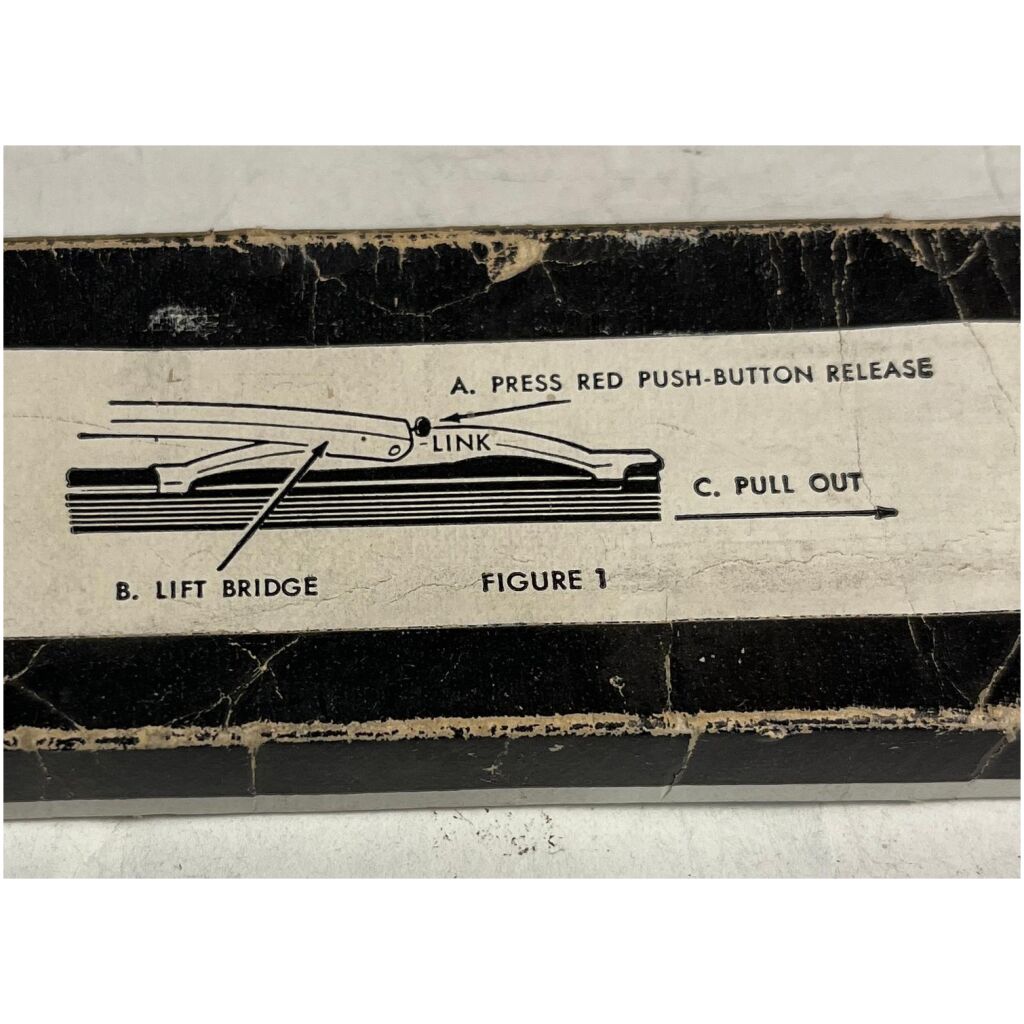 A. PRESS RED PUSH-BUTTON RELEASE
LINK
C. PULL OUT
B. LIFT BRIDGE
FIGURE 1